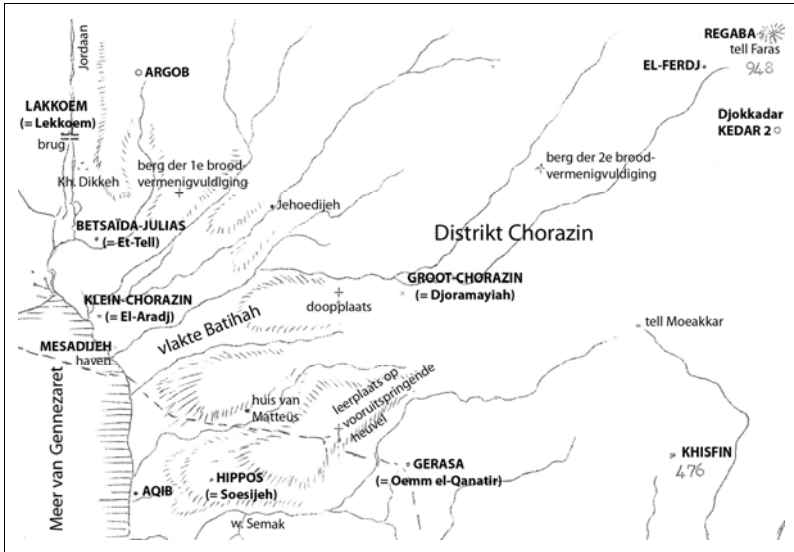 REGABA
tell Faras
948
Jordaan
ARGOB
EL-FERDJ
LAKKOEM
(= Lekkoem)
brug
Djokkadar
KEDAR 2
berg der 1e brood-
vermenigvuldiging
berg der 2e brood-
vermenigvuldiging
Kh. Dikkeh
Jehoedijeh
BETSAÏDA-JULIAS
(= Et-Tell)
Distrikt Chorazin
GROOT-CHORAZIN
(= Djoramayiah)
KLEIN-CHORAZIN
(= El-Aradj)
doopplaats
vlakte Batihah
tell Moeakkar
MESADIJEH
haven
huis van
Matteüs
leerplaats op
vooruitspringende
heuvel
Meer van Gennezaret
KHISFIN
476
GERASA
(= Oemm el-Qanatir)
HIPPOS
(= Soesijeh)
AQIB
w. Semak